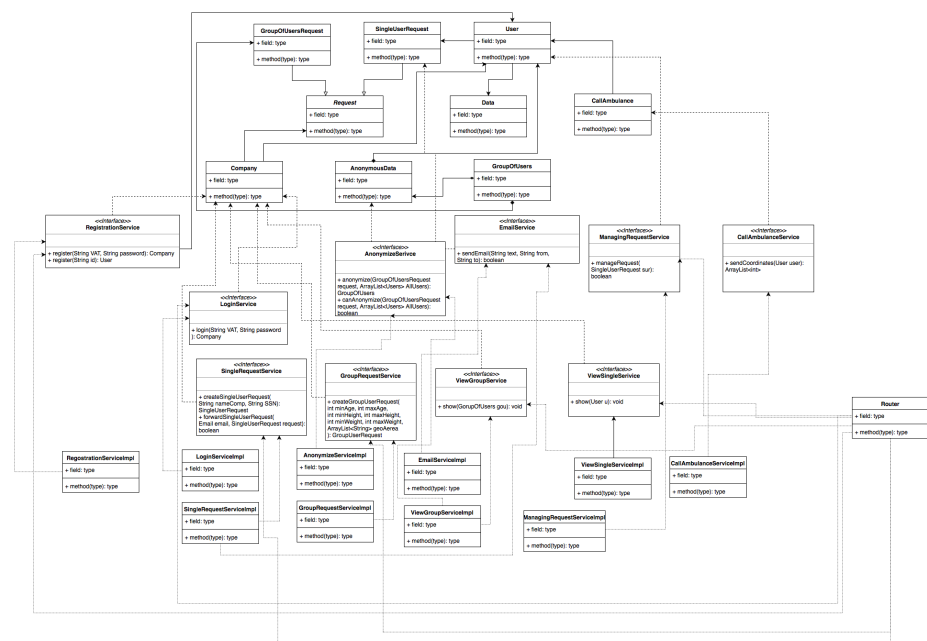 GroupOfUsersRequest
+ field: type
+ method(type): type
SingleUserRequest
+ field: type
+ method(type): type
User
+ field: type
+ method(type): type
Request
+ field: type
+ method(type): type
Data
+ field: type
+ method(type): type
CallAmbulance
+ field: type
+ method(type): type
Company
+ field: type
+ method(type): type
AnonymousData
+ field: type
+ method(type): type
GroupOfUsers
+ field: type
+ method(type): type
<<Interface>>
RegistrationService
+ register(String VAT, String password): Company
+ register(String id): User
<<Interface>>
AnonymizeSerivce
+ anonymize(GroupOfUsersRequest
request, ArrayList<Users> AllUsers):
GroupOfUsers
+ canAnonymize(GroupOfUsersRequest
request, ArrayList<Users> AllUsers):
boolean
<<Interface>>
EmailService
+ sendEmail(String text, String from,
String to): boolean
<<Interface>>
ManagingRequestService
+ manageRequest(
SingleUserRequest sur):
boolean
<<Interface>>
CallAmbulanceService
+ sendCoordinates(User user):
ArrayList<int>
<<Interface>>
LoginService
+ login(String VAT, String password
): Company
<<Interface>>
SingleRequestService
+ createSingleUserRequest(
String nameComp, String SSN):
SingleUserRequest
+ forwardSingleUserRequest(
Email email, SingleUserRequest request):
boolean
<<Interface>>
GroupRequestService
+ createGroupUserRequest(
int minAge, int maxAge,
int minHeight, int maxHeight,
int minWeight, int maxWeight,
ArrayList<String> geoAerea
): GroupUserRequest
<<Interface>>
ViewGroupService
+ show(GorupOfUsers gou): void
<<Interface>>
ViewSingleSerivice
+ show(User u): void
Router
+ field: type
+ method(type): type
RegostrationServiceImpl
+ field: type
+ method(type): type
LoginServiceImpl
+ field: type
+ method(type): type
AnonymizeServiceImpl
+ field: type
+ method(type): type
EmailServiceImpl
+ field: type
+ method(type): type
ViewSingleServiceImpl
+ field: type
+ method(type): type
CallAmbulanceServiceImpl
+ field: type
+ method(type): type
SingleRequestServiceImpl
+ field: type
+ method(type): type
GroupRequestServiceImpl
+ field: type
+ method(type): type
ViewGroupServiceImpl
+ field: type
+ method(type): type
ManagingRequestServiceImpl
+ field: type
+ method(type): type